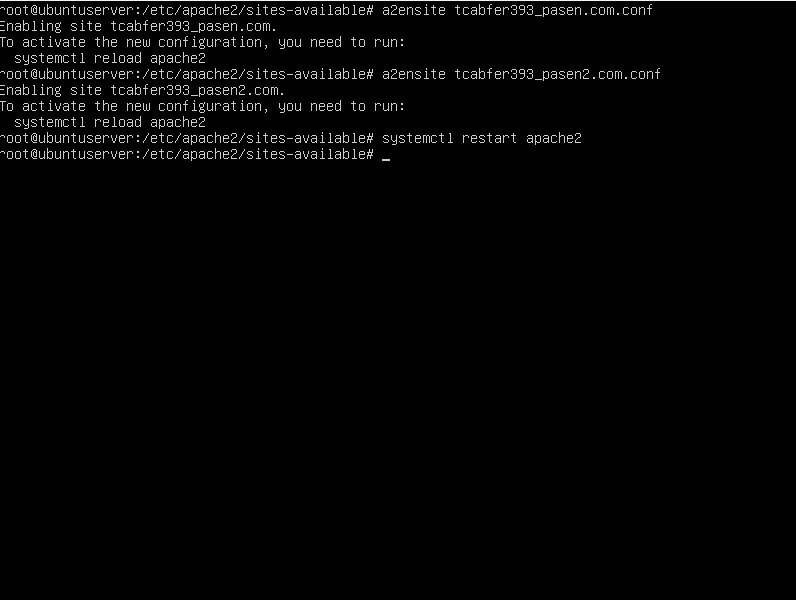 root@ubuntuserver:/etc/apache2/sites-available# a2ensite tcabfer393_pasen.com.conf
Enabling site tcabfer393_pasen.com.
To activate the new configuration, you need to run:
  systemctl reload apache2
root@ubuntuserver:/etc/apache2/sites-available# a2ensite tcabfer393_pasen2.com.conf
Enabling site tcabfer393_pasen2.com.
To activate the new configuration, you need to run:
  systemctl reload apache2
root@ubuntuserver:/etc/apache2/sites-available# systemctl restart apache2
root@ubuntuserver:/etc/apache2/sites-available# _